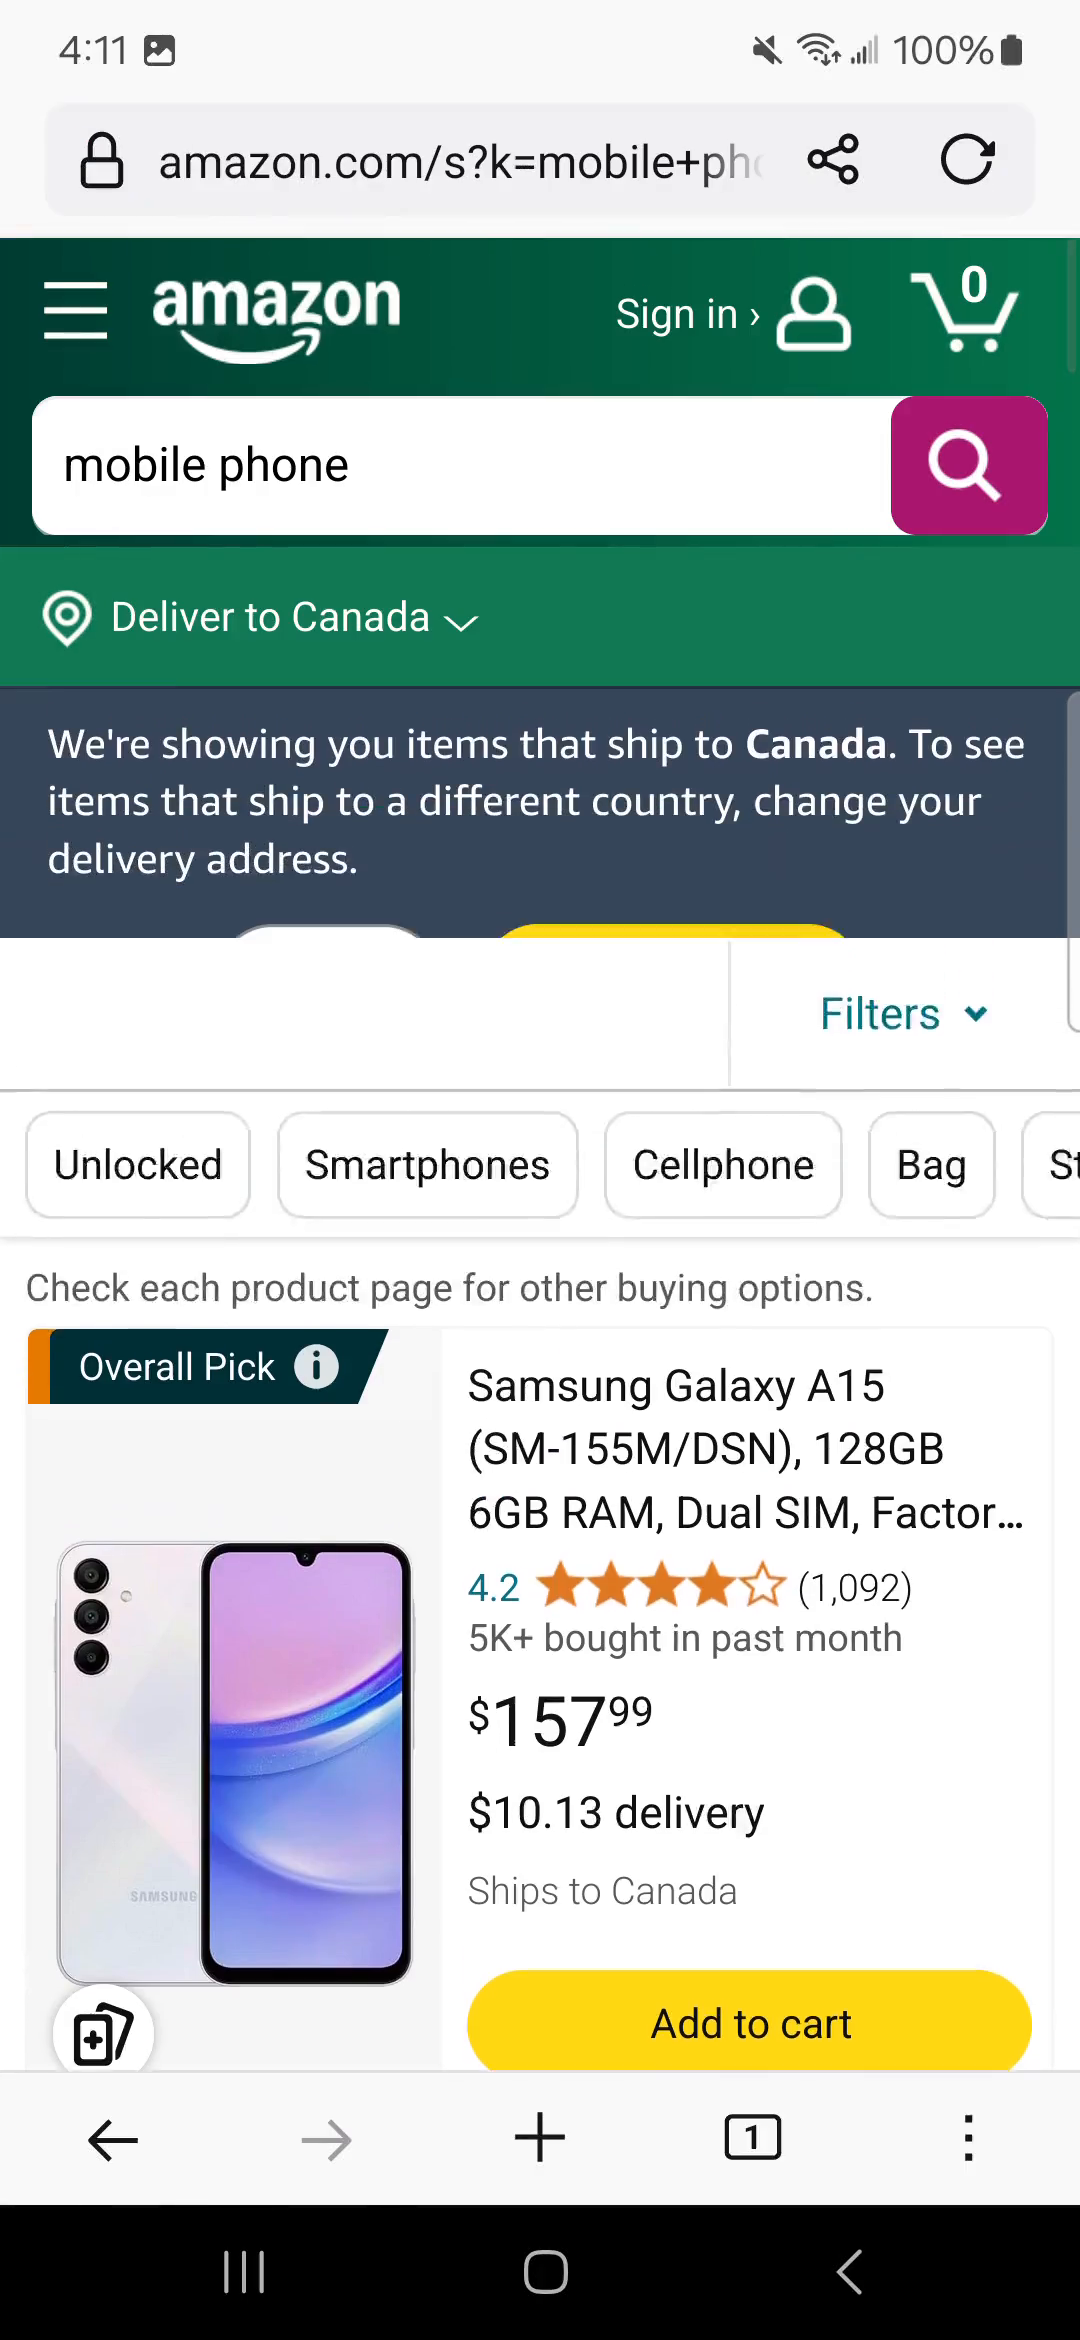 4:11 100%
amazon.com/s?k=mobile+pho
amazon Sign in › 0
mobile phone
Deliver to Canada
We're showing you items that ship to Canada. To see
items that ship to a different country, change your
delivery address.
Filters
Unlocked Smartphones Cellphone Bag St
Check each product page for other buying options.
Overall Pick
Samsung Galaxy A15
(SM-155M/DSN), 128GB
6GB RAM, Dual SIM, Factor...
4.2 (1,092)
5K+ bought in past month
$157 99
$10.13 delivery
Ships to Canada
SAMSUNG
Add to cart
1